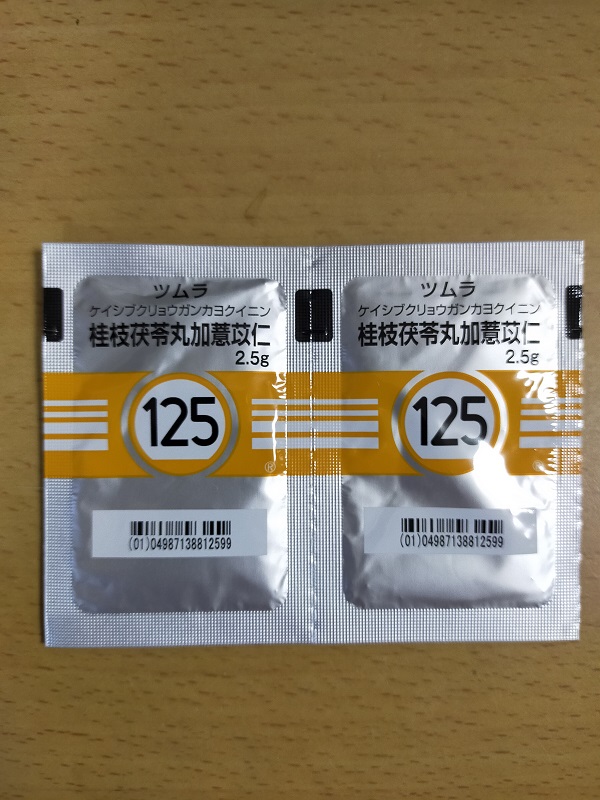 ツムラ
ケイシブクリョウガンカヨクイニン
桂枝茯苓丸加薏苡仁
2.5g
125
®
(01)04987138812599
ツムラ
ケイシブクリョウガンカヨクイニン
桂枝茯苓丸加薏苡仁
2.5g
125
(01)04987138812599